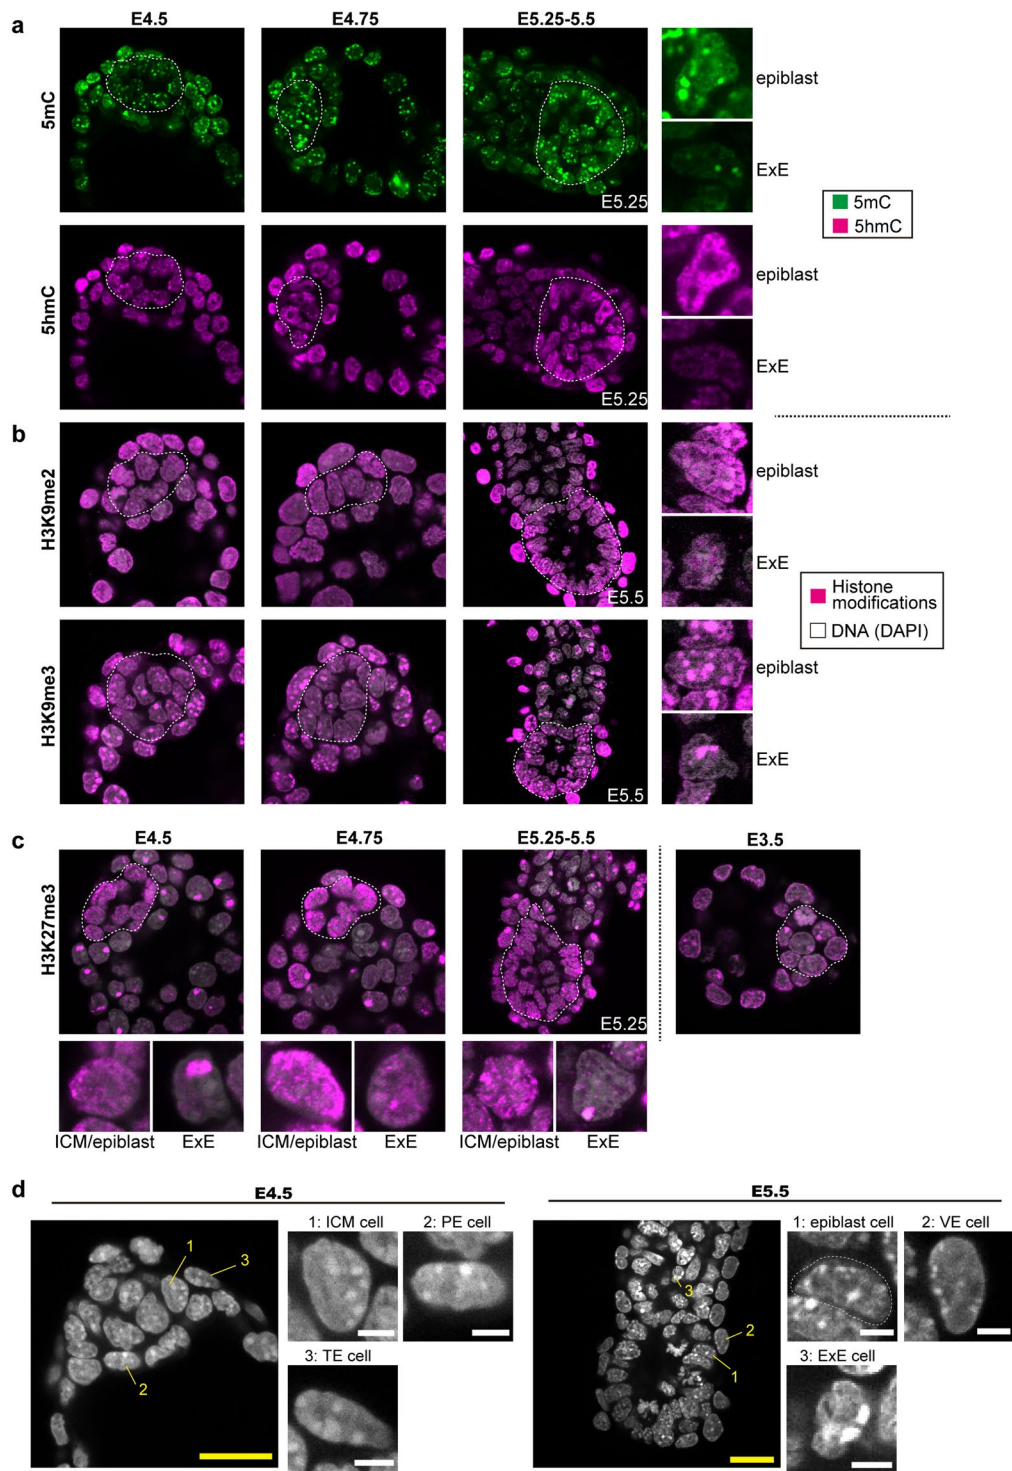 a
E4.5
E4.75
E5.25-5.5
5mC
E5.25
epiblast
ExE
5mC
5hmC
5hmC
E5.25
epiblast
ExE
b
H3K9me2
E5.5
epiblast
ExE
Histone
modifications
DNA (DAPI)
H3K9me3
E5.5
epiblast
ExE
c
E4.5
E4.75
E5.25-5.5
E3.5
H3K27me3
E5.25
ICM/epiblast
ExE
ICM/epiblast
ExE
ICM/epiblast
ExE
d
E4.5
1: ICM cell
2: PE cell
1
3
2
3: TE cell
E5.5
1: epiblast cell
2: VE cell
3
2
1
3: ExE cell